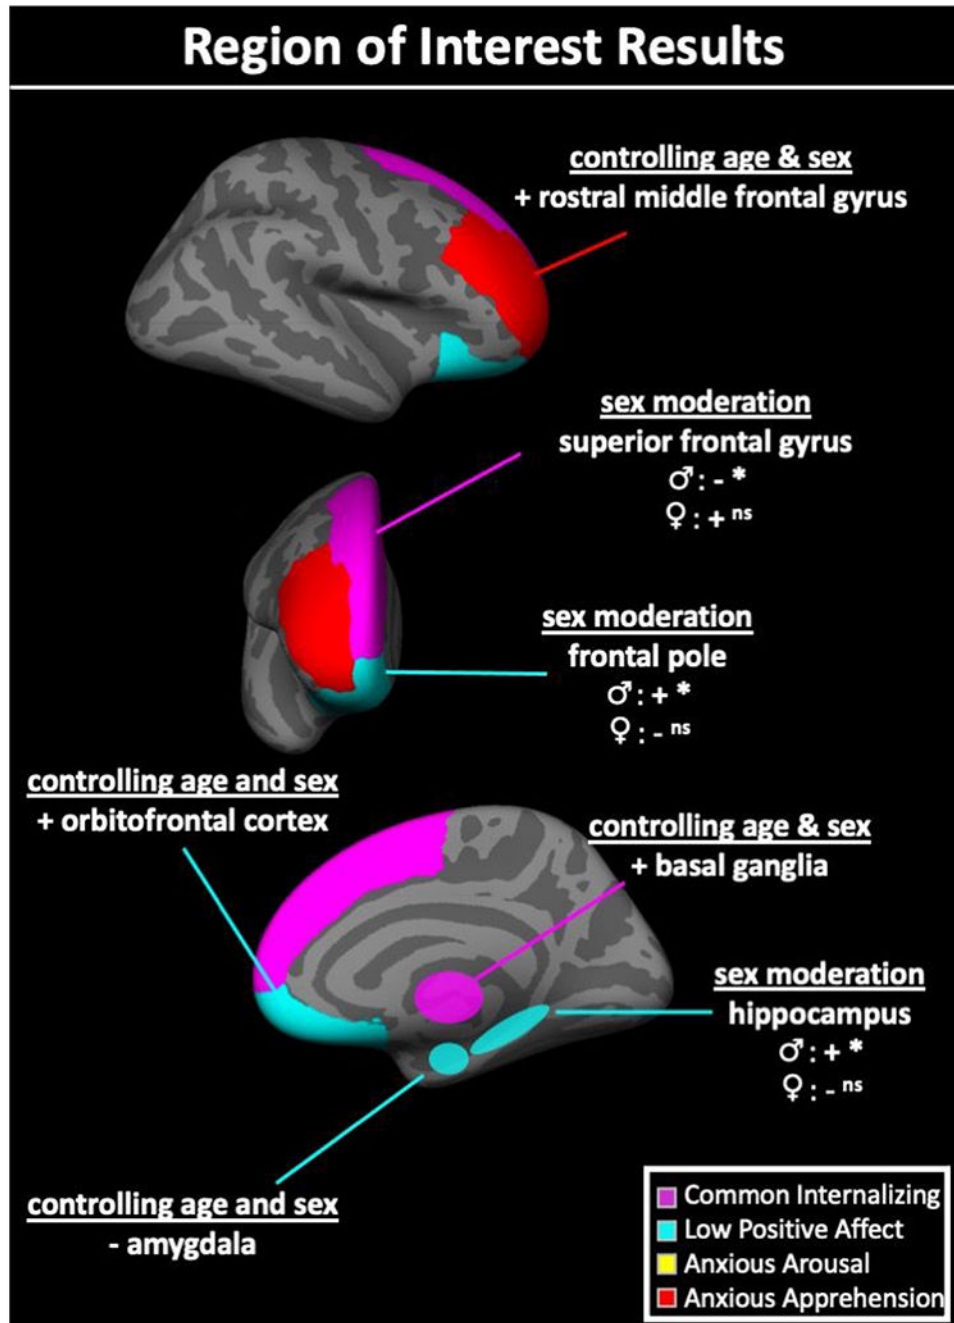 Region of Interest Results
controlling age & sex
+ rostral middle frontal gyrus
sex moderation
superior frontal gyrus
♂ : - *
♀ : + ns
sex moderation
frontal pole
♂ : + *
♀ : - ns
controlling age and sex
+ orbitofrontal cortex
controlling age & sex
+ basal ganglia
sex moderation
hippocampus
♂ : + *
♀ : - ns
controlling age and sex
- amygdala
Common Internalizing
Low Positive Affect
Anxious Arousal
Anxious Apprehension